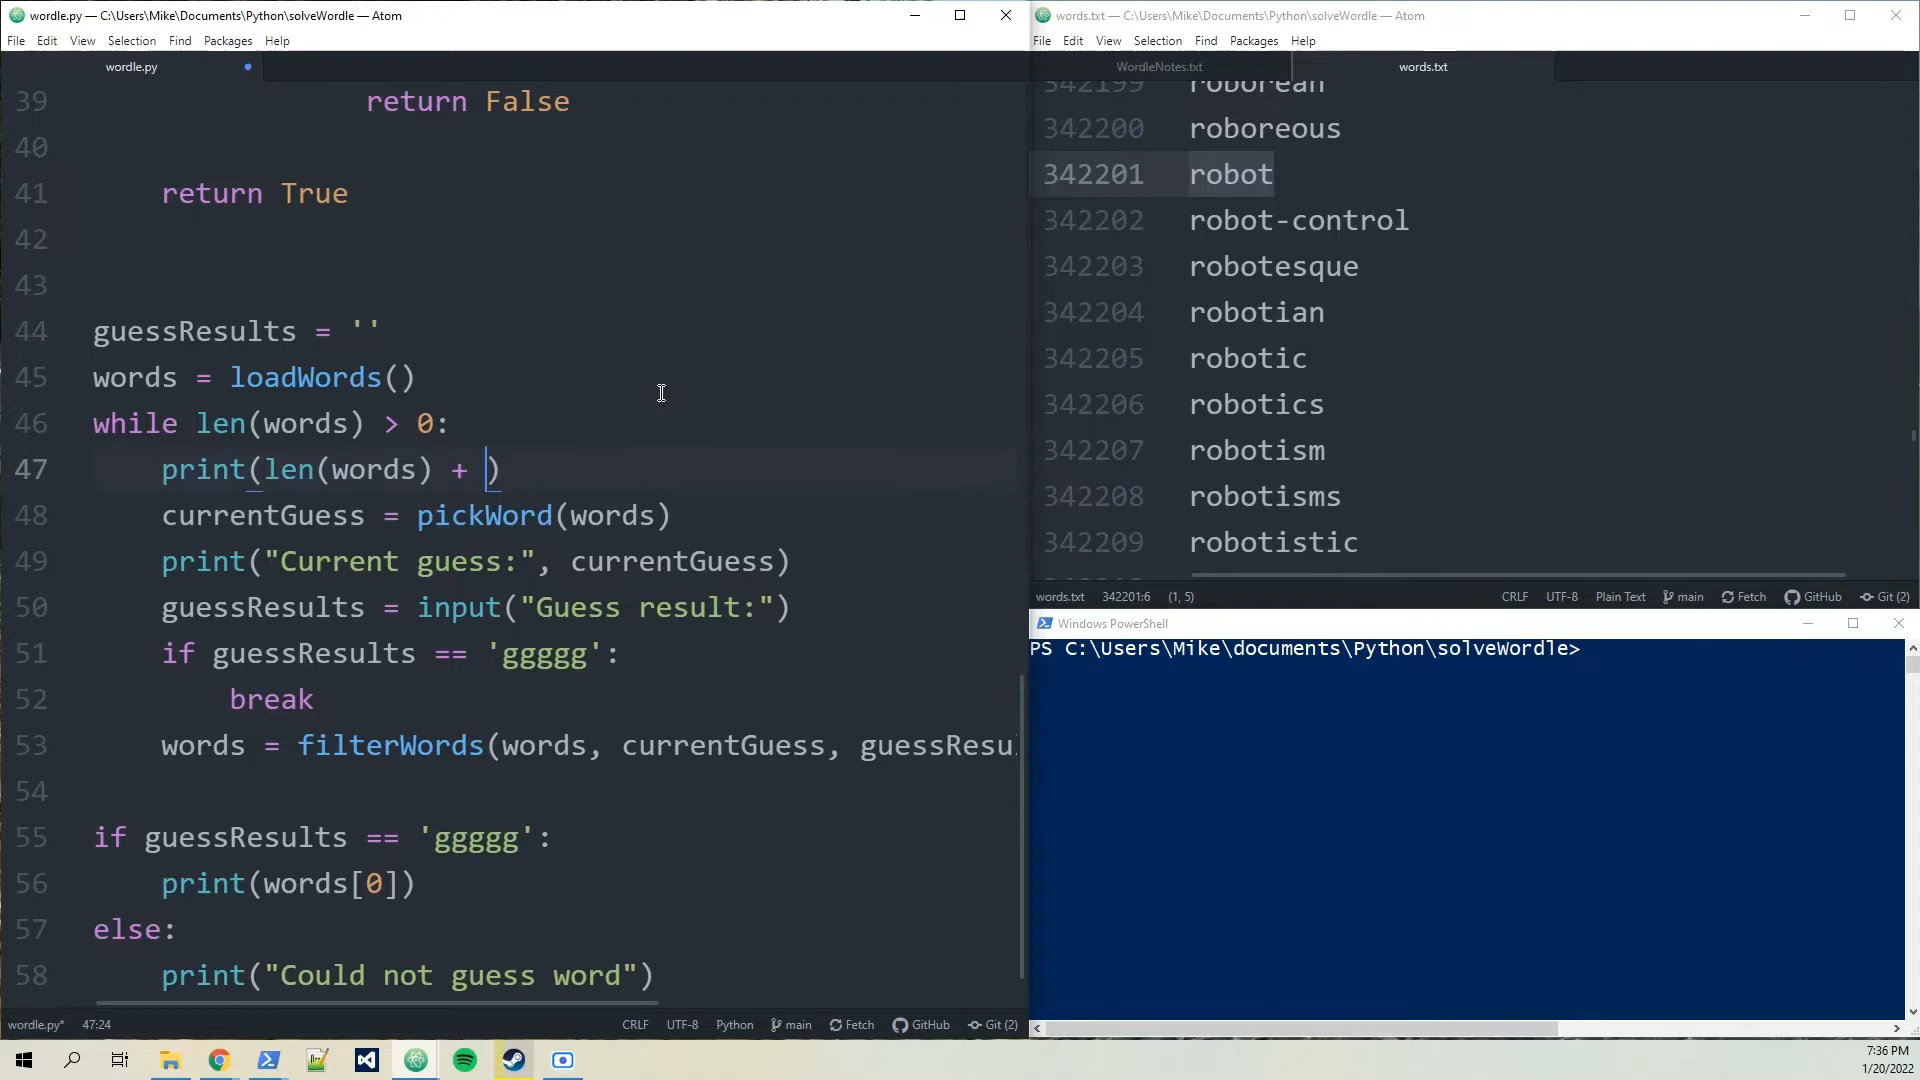 wordle.py — C:\Users\Mike\Documents\Python\solveWordle — Atom
File Edit View Selection Find Packages Help
wordle.py
39 return False
40
41 return True
42
43
44 guessResults = ''
45 words = loadWords()
46 while len(words) > 0:
47 print(len(words) + )
48 currentGuess = pickWord(words)
49 print("Current guess:", currentGuess)
50 guessResults = input("Guess result:")
51 if guessResults == 'ggggg':
52 break
53 words = filterWords(words, currentGuess, guessResu
54
55 if guessResults == 'ggggg':
56 print(words[0])
57 else:
58 print("Could not guess word")
wordle.py* 47:24 CRLF UTF-8 Python main Fetch GitHub Git (2)
words.txt — C:\Users\Mike\Documents\Python\solveWordle — Atom
File Edit View Selection Find Packages Help
WordleNotes.txt words.txt
342199 roborean
342200 roboreous
342201 robot
342202 robot-control
342203 robotesque
342204 robotian
342205 robotic
342206 robotics
342207 robotism
342208 robotisms
342209 robotistic
words.txt 342201:6 (1, 5) CRLF UTF-8 Plain Text main Fetch GitHub Git (2)
Windows PowerShell
PS C:\Users\Mike\documents\Python\solveWordle>
7:36 PM
1/20/2022